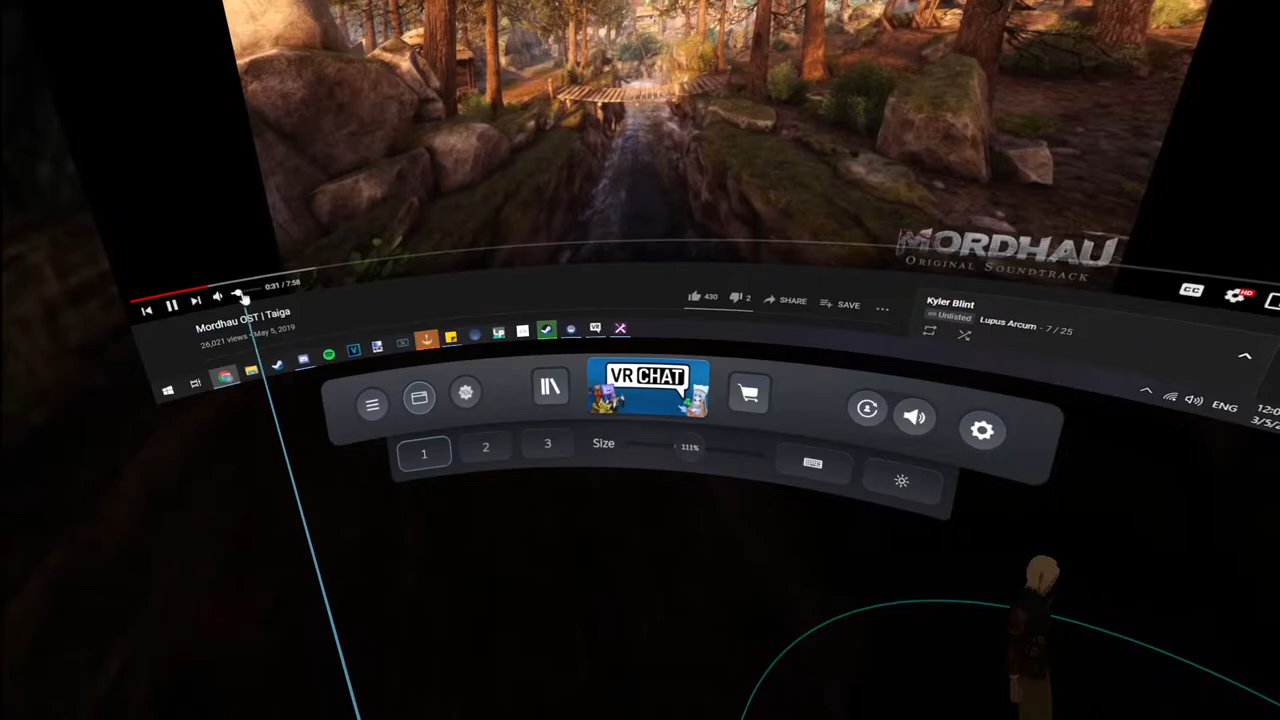 MORDHAU
ORIGINAL SOUNDTRACK
0:31 / 7:58
CC
HD
Mordhau OST | Taiga
26,021 views • May 5, 2019
430
2
SHARE
SAVE
Kyler Blint
Unlisted
Lupus Arcum - 7 / 25
ENG
VR CHAT
1
2
3
Size
111%